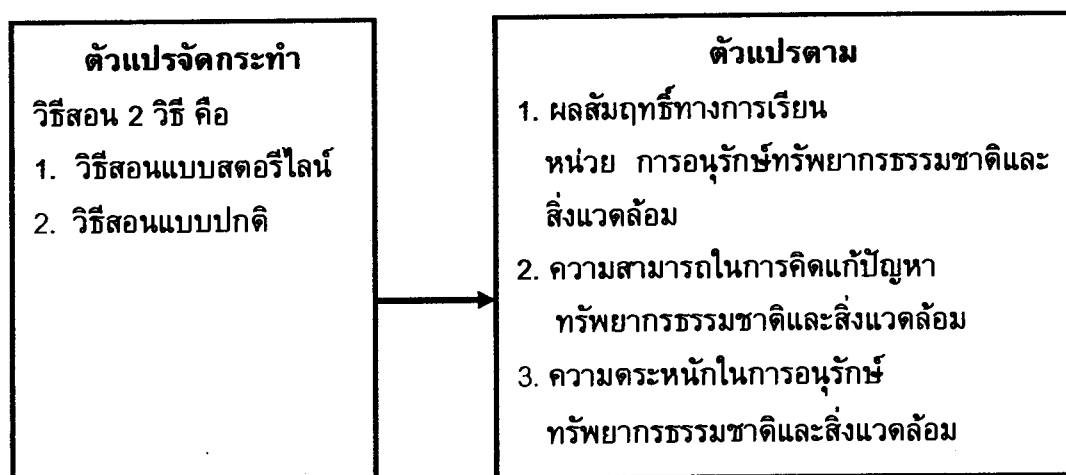 ตัวแปรจัดกระทำ
วิธีสอน 2 วิธี คือ
1. วิธีสอนแบบสตอรีไลน์
2. วิธีสอนแบบปกติ
ตัวแปรตาม
1. ผลสัมฤทธิ์ทางการเรียน
หน่วย การอนุรักษ์ทรัพยากรธรรมชาติและ
สิ่งแวดล้อม
2. ความสามารถในการคิดแก้ปัญหา
ทรัพยากรธรรมชาติและสิ่งแวดล้อม
3. ความตระหนักในการอนุรักษ์
ทรัพยากรธรรมชาติและสิ่งแวดล้อม